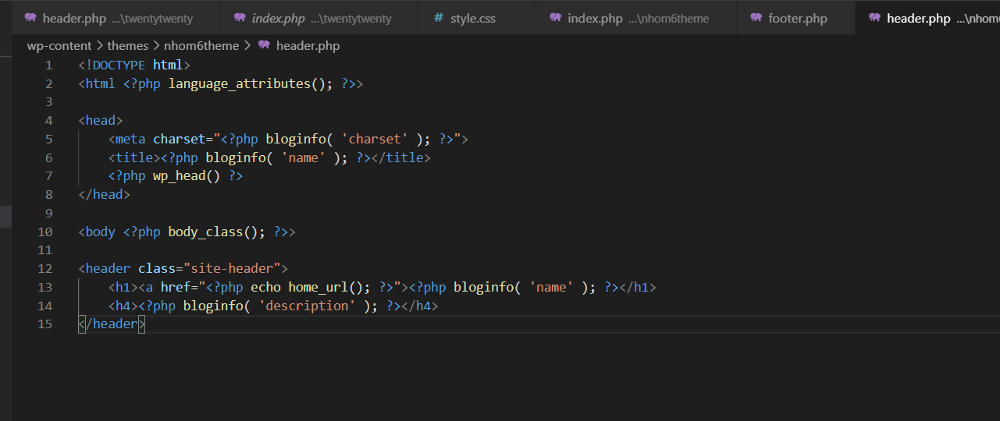 header.php ...\twentytwenty index.php ...\twentytwenty # style.css index.php ...\nhom6theme footer.php header.php ...\nhom6
wp-content > themes > nhom6theme > header.php
1 <!DOCTYPE html>
2 <html <?php language_attributes(); ?>>
3
4 <head>
5 <meta charset="<?php bloginfo( 'charset' ); ?>">
6 <title><?php bloginfo( 'name' ); ?></title>
7 <?php wp_head() ?>
8 </head>
9
10 <body <?php body_class(); ?>>
11
12 <header class="site-header">
13 <h1><a href="<?php echo home_url(); ?>"><?php bloginfo( 'name' ); ?></h1>
14 <h4><?php bloginfo( 'description' ); ?></h4>
15 </header>